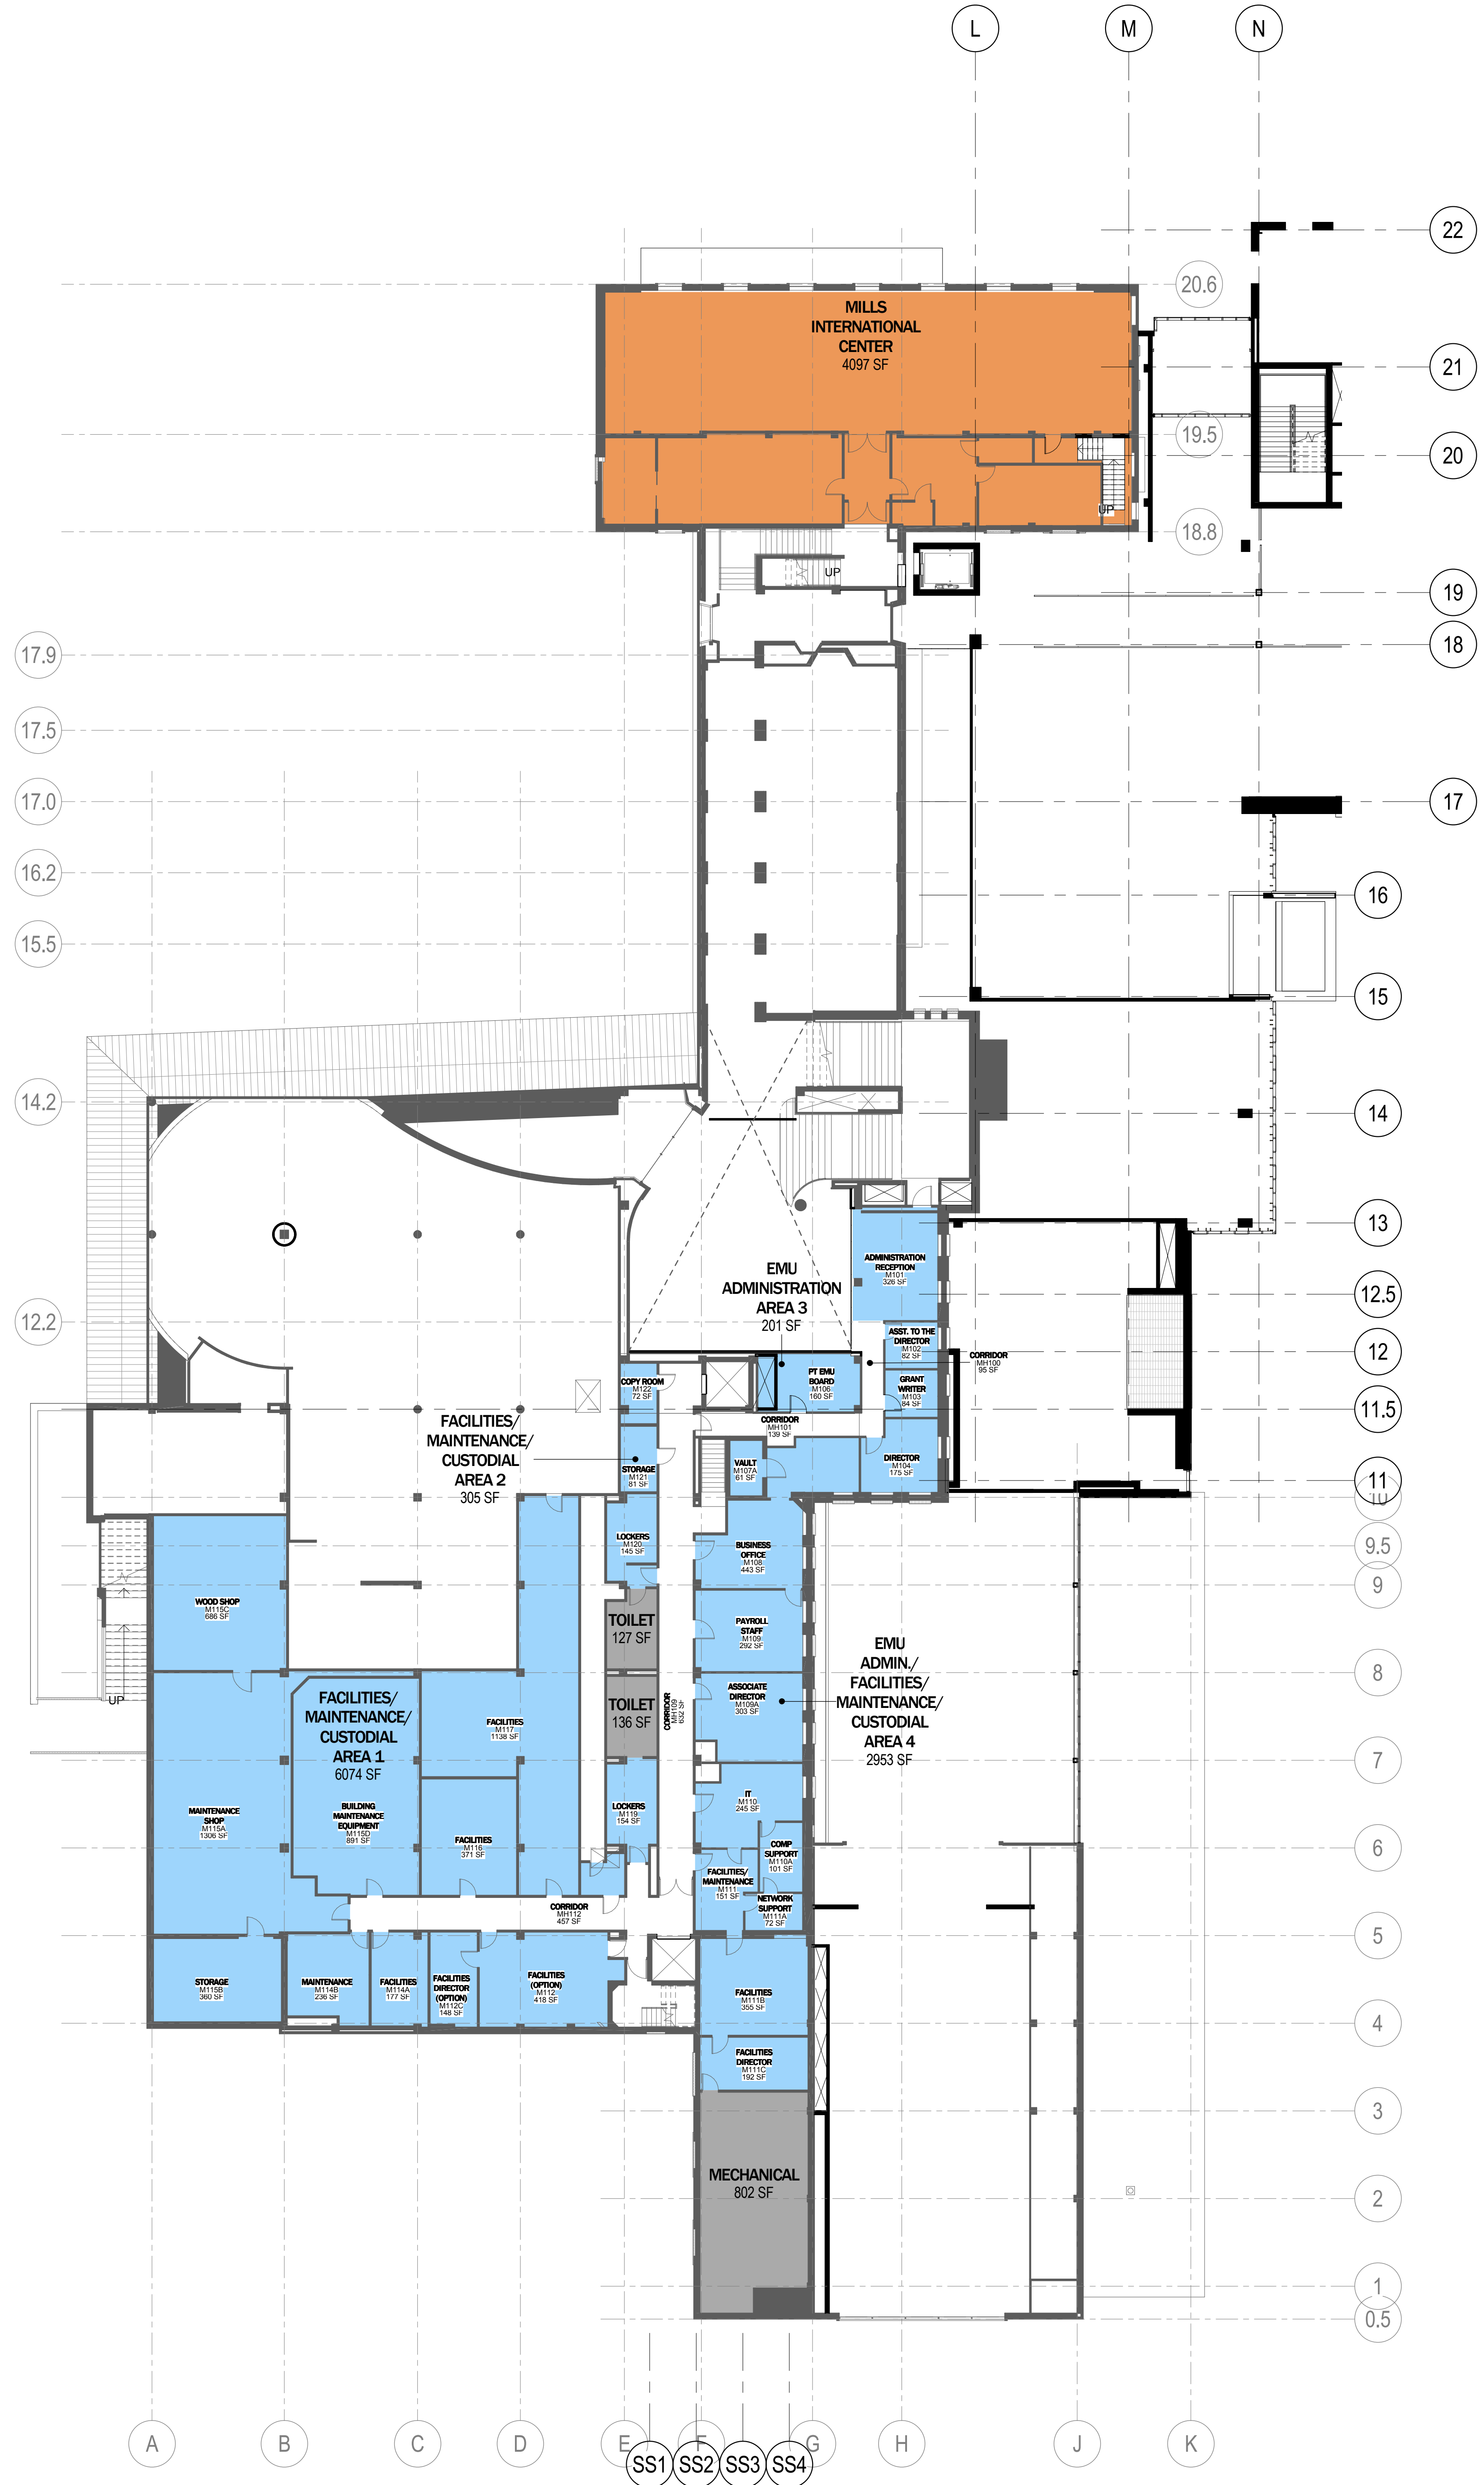 L
M
N
22
20.6
MILLS
INTERNATIONAL
CENTER
4097 SF
21
19.5
20
UP
18.8
UP
19
18
17.9
17.5
17.0
17
16.2
16
15.5
15
14.2
14
13
ADMINISTRATION
RECEPTION
M101
326 SF
EMU
ADMINISTRATION
AREA 3
201 SF
12.5
12.2
ASST. TO THE
DIRECTOR
M102
82 SF
CORRIDOR
MH100
95 SF
12
COPY ROOM
M122
72 SF
PT EMU
BOARD
M106
160 SF
GRANT
WRITER
M103
84 SF
11.5
FACILITIES/
MAINTENANCE/
CUSTODIAL
AREA 2
305 SF
CORRIDOR
MH101
139 SF
STORAGE
M121
81 SF
VAULT
M107A
61 SF
DIRECTOR
M104
175 SF
11
10
LOCKERS
M120
145 SF
BUSINESS
OFFICE
M108
443 SF
9.5
9
WOOD SHOP
M115C
686 SF
TOILET
127 SF
PAYROLL
STAFF
M109
292 SF
EMU
ADMIN./
FACILITIES/
MAINTENANCE/
CUSTODIAL
AREA 4
2953 SF
8
UP
FACILITIES/
MAINTENANCE/
CUSTODIAL
AREA 1
6074 SF
FACILITIES
M117
1138 SF
TOILET
136 SF
CORRIDOR
MH109
632 SF
ASSOCIATE
DIRECTOR
M109A
303 SF
7
MAINTENANCE
SHOP
M115A
1306 SF
BUILDING
MAINTENANCE
EQUIPMENT
M115D
891 SF
FACILITIES
M116
371 SF
LOCKERS
M119
154 SF
IT
M110
245 SF
COMP
SUPPORT
M110A
101 SF
6
FACILITIES/
MAINTENANCE
M111
151 SF
NETWORK
SUPPORT
M111A
72 SF
CORRIDOR
MH112
457 SF
5
STORAGE
M115B
360 SF
MAINTENANCE
M114B
236 SF
FACILITIES
M114A
177 SF
FACILITIES
DIRECTOR
(OPTION)
M112C
148 SF
FACILITIES
(OPTION)
M112
418 SF
FACILITIES
M111B
355 SF
4
FACILITIES
DIRECTOR
M111C
192 SF
3
MECHANICAL
802 SF
2
1
0.5
A
B
C
D
E
F
G
H
J
K
SS1
SS2
SS3
SS4